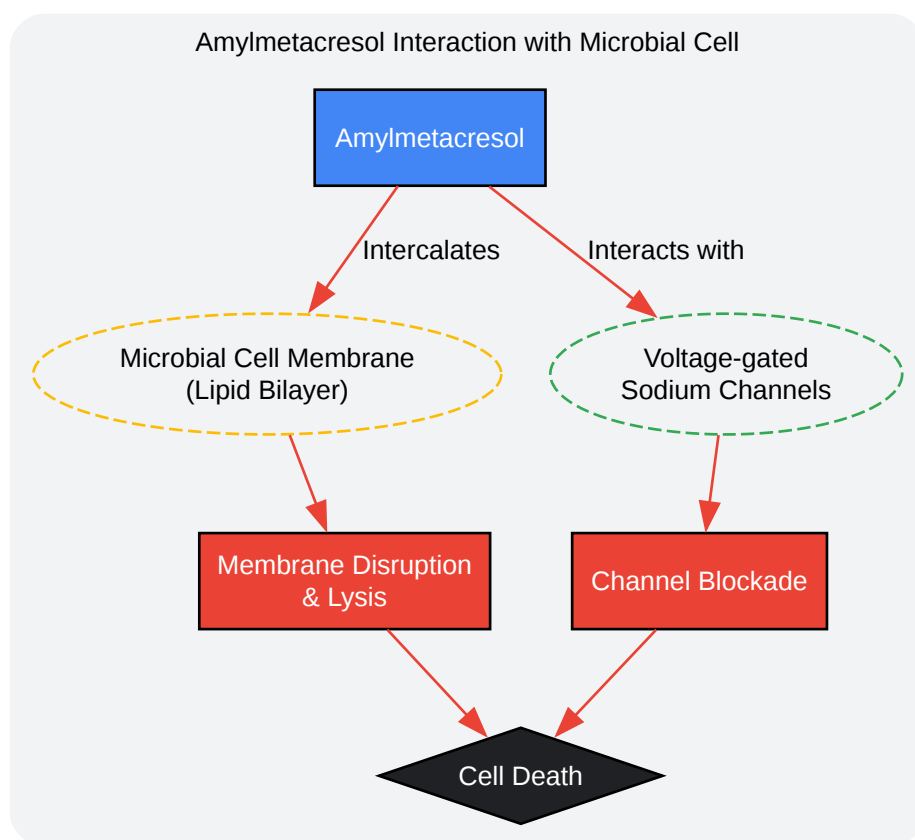 Amylmetacresol Interaction with Microbial Cell
Amylmetacresol
Intercalates
Interacts with
Microbial Cell Membrane
(Lipid Bilayer)
Voltage-gated
Sodium Channels
Membrane Disruption
& Lysis
Channel Blockade
Cell Death